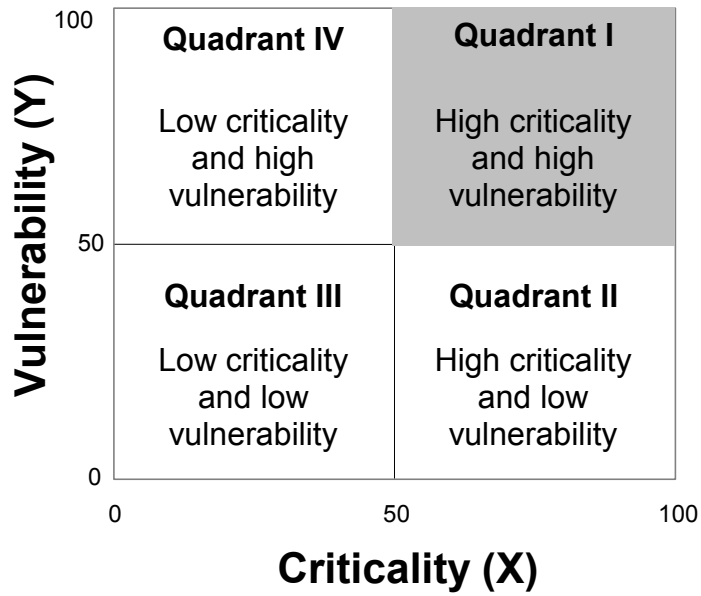 100
Quadrant IV
Low criticality
and high
vulnerability
Quadrant I
High criticality
and high
vulnerability
Vulnerability (Y)
50
Quadrant III
Low criticality
and low
vulnerability
Quadrant II
High criticality
and low
vulnerability
0
0
50
100
Criticality (X)